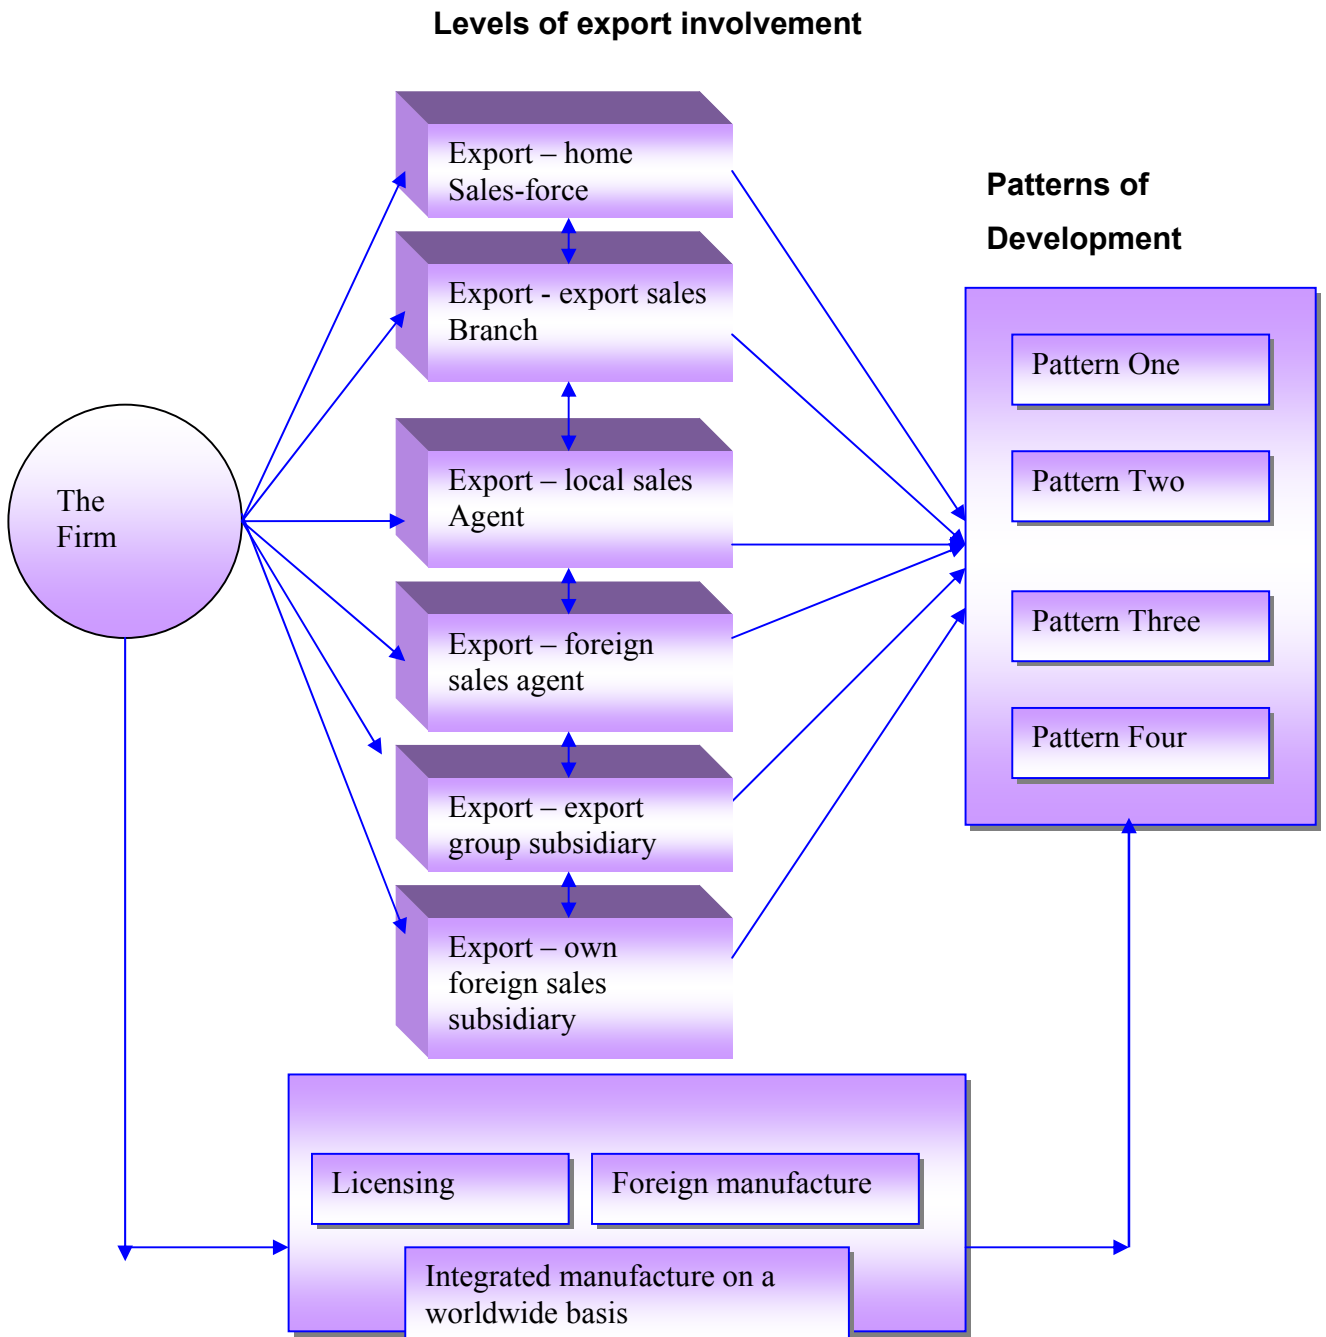 Levels of export involvement
Export – home
Sales-force
Patterns of
Development
Export - export sales
Branch
Pattern One
The
Firm
Export – local sales
Agent
Pattern Two
Export – foreign
sales agent
Pattern Three
Export – export
group subsidiary
Pattern Four
Export – own
foreign sales
subsidiary
Licensing
Foreign manufacture
Integrated manufacture on a
worldwide basis